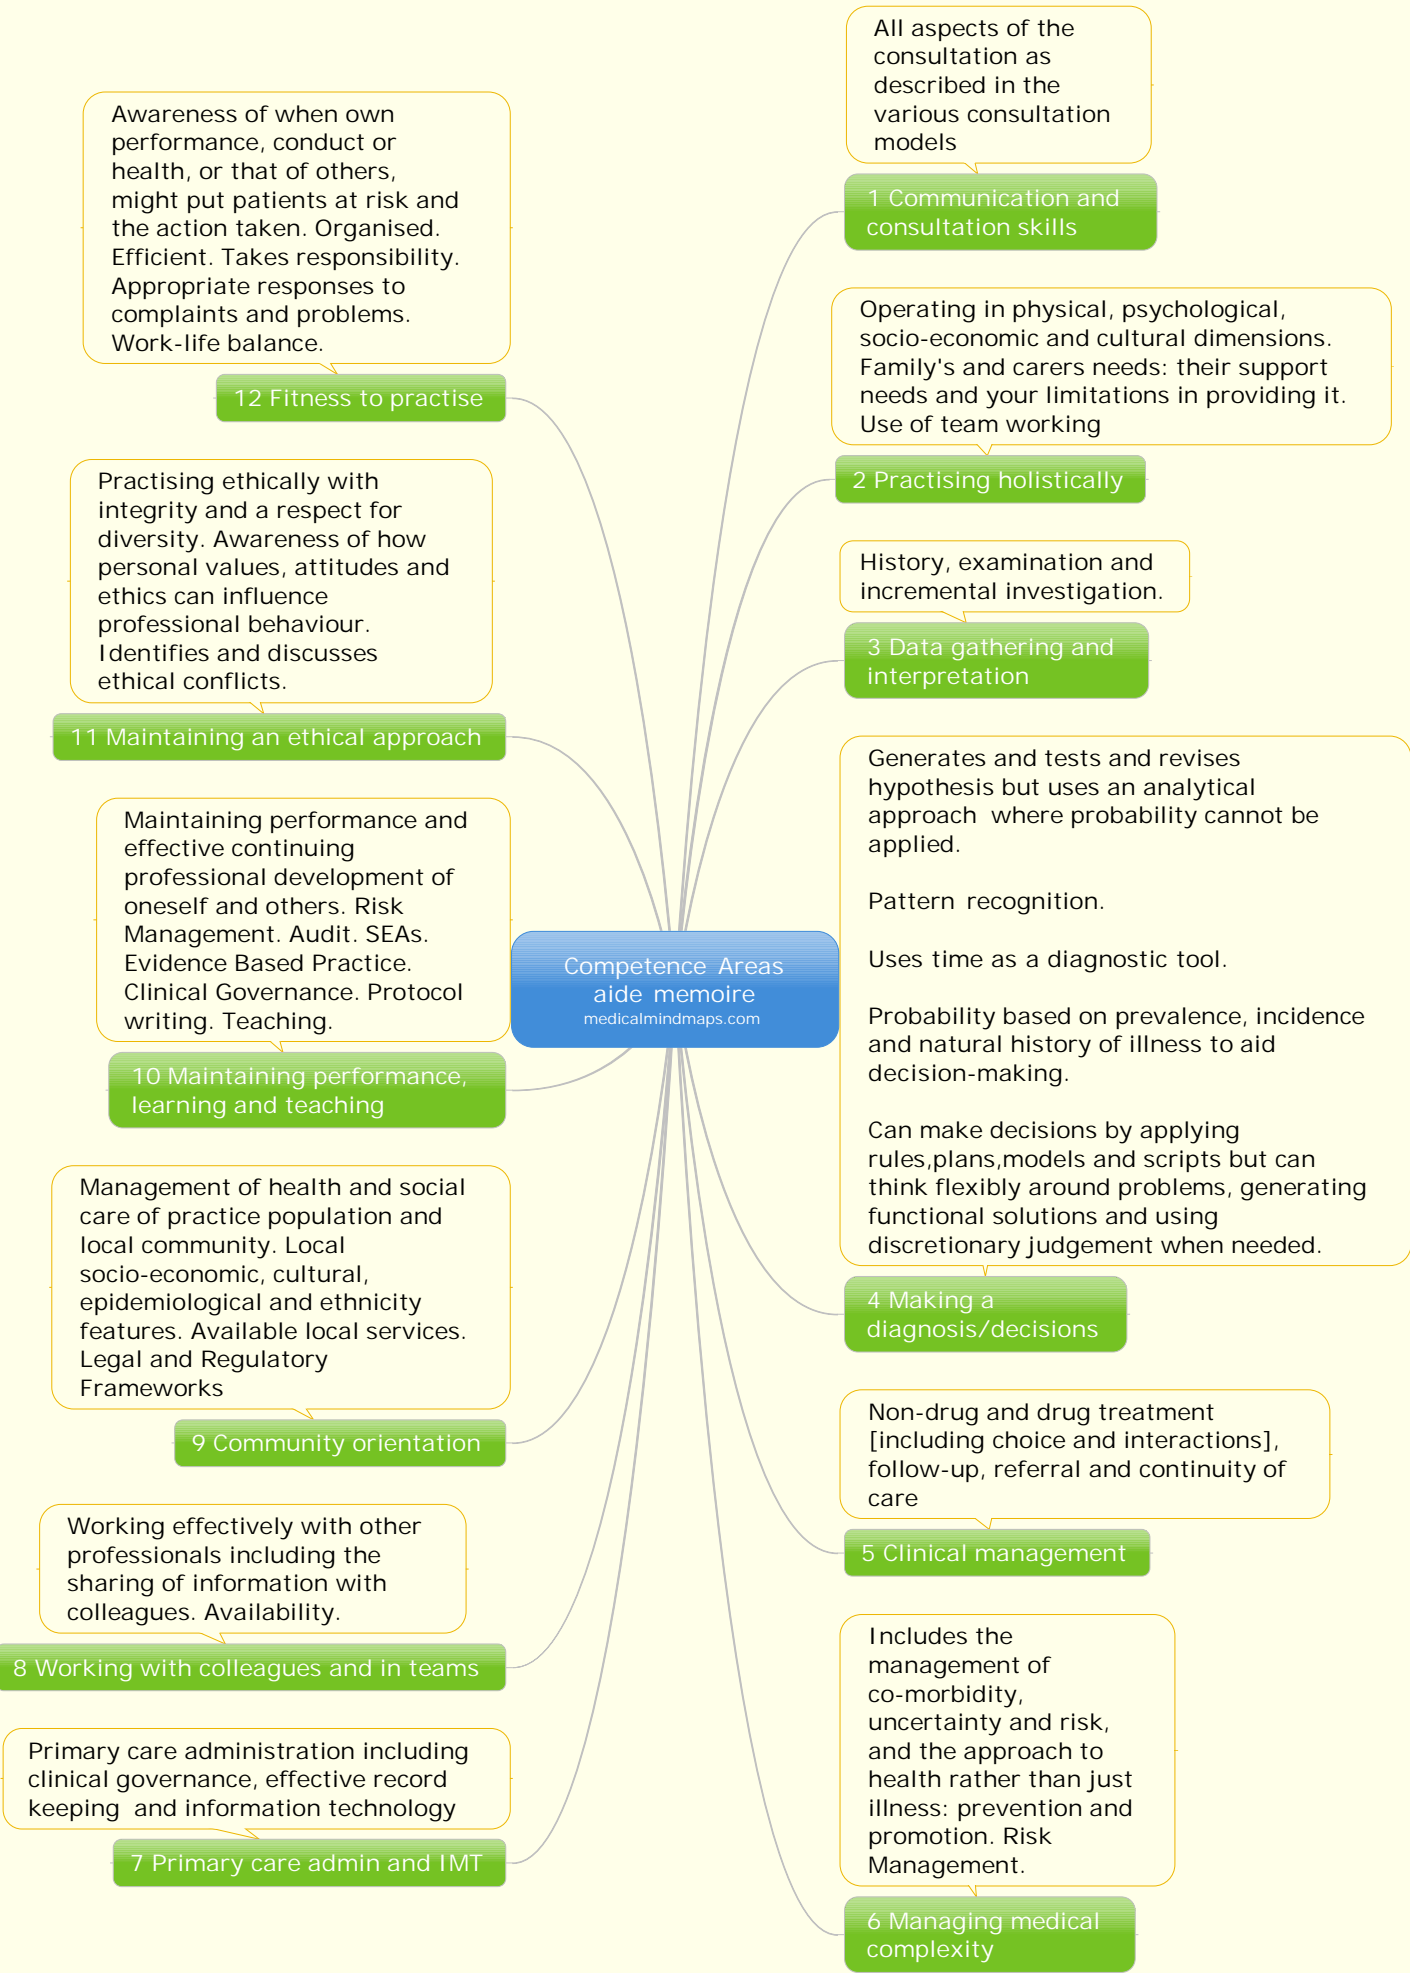 All aspects of the
consultation as
described in the
various consultation
models
1 Communication and
consultation skills
Operating in physical, psychological,
socio-economic and cultural dimensions.
Family's and carers needs: their support
needs and your limitations in providing it.
Use of team working
2 Practising holistically
History, examination and
incremental investigation.
3 Data gathering and
interpretation
Generates and tests and revises
hypothesis but uses an analytical
approach where probability cannot be
applied.
Pattern recognition.
Uses time as a diagnostic tool.
Probability based on prevalence, incidence
and natural history of illness to aid
decision-making.
Can make decisions by applying
rules,plans,models and scripts but can
think flexibly around problems, generating
functional solutions and using
discretionary judgement when needed.
4 Making a
diagnosis/decisions
Non-drug and drug treatment
[including choice and interactions],
follow-up, referral and continuity of
care
5 Clinical management
Includes the
management of
co-morbidity,
uncertainty and risk,
and the approach to
health rather than just
illness: prevention and
promotion. Risk
Management.
6 Managing medical
complexity
Competence Areas
aide memoire
medicalmindmaps.com
Awareness of when own
performance, conduct or
health, or that of others,
might put patients at risk and
the action taken. Organised.
Efficient. Takes responsibility.
Appropriate responses to
complaints and problems.
Work-life balance.
12 Fitness to practise
Practising ethically with
integrity and a respect for
diversity. Awareness of how
personal values, attitudes and
ethics can influence
professional behaviour.
Identifies and discusses
ethical conflicts.
11 Maintaining an ethical approach
Maintaining performance and
effective continuing
professional development of
oneself and others. Risk
Management. Audit. SEAs.
Evidence Based Practice.
Clinical Governance. Protocol
writing. Teaching.
10 Maintaining performance,
learning and teaching
Management of health and social
care of practice population and
local community. Local
socio-economic, cultural,
epidemiological and ethnicity
features. Available local services.
Legal and Regulatory
Frameworks
9 Community orientation
Working effectively with other
professionals including the
sharing of information with
colleagues. Availability.
8 Working with colleagues and in teams
Primary care administration including
clinical governance, effective record
keeping and information technology
7 Primary care admin and IMT